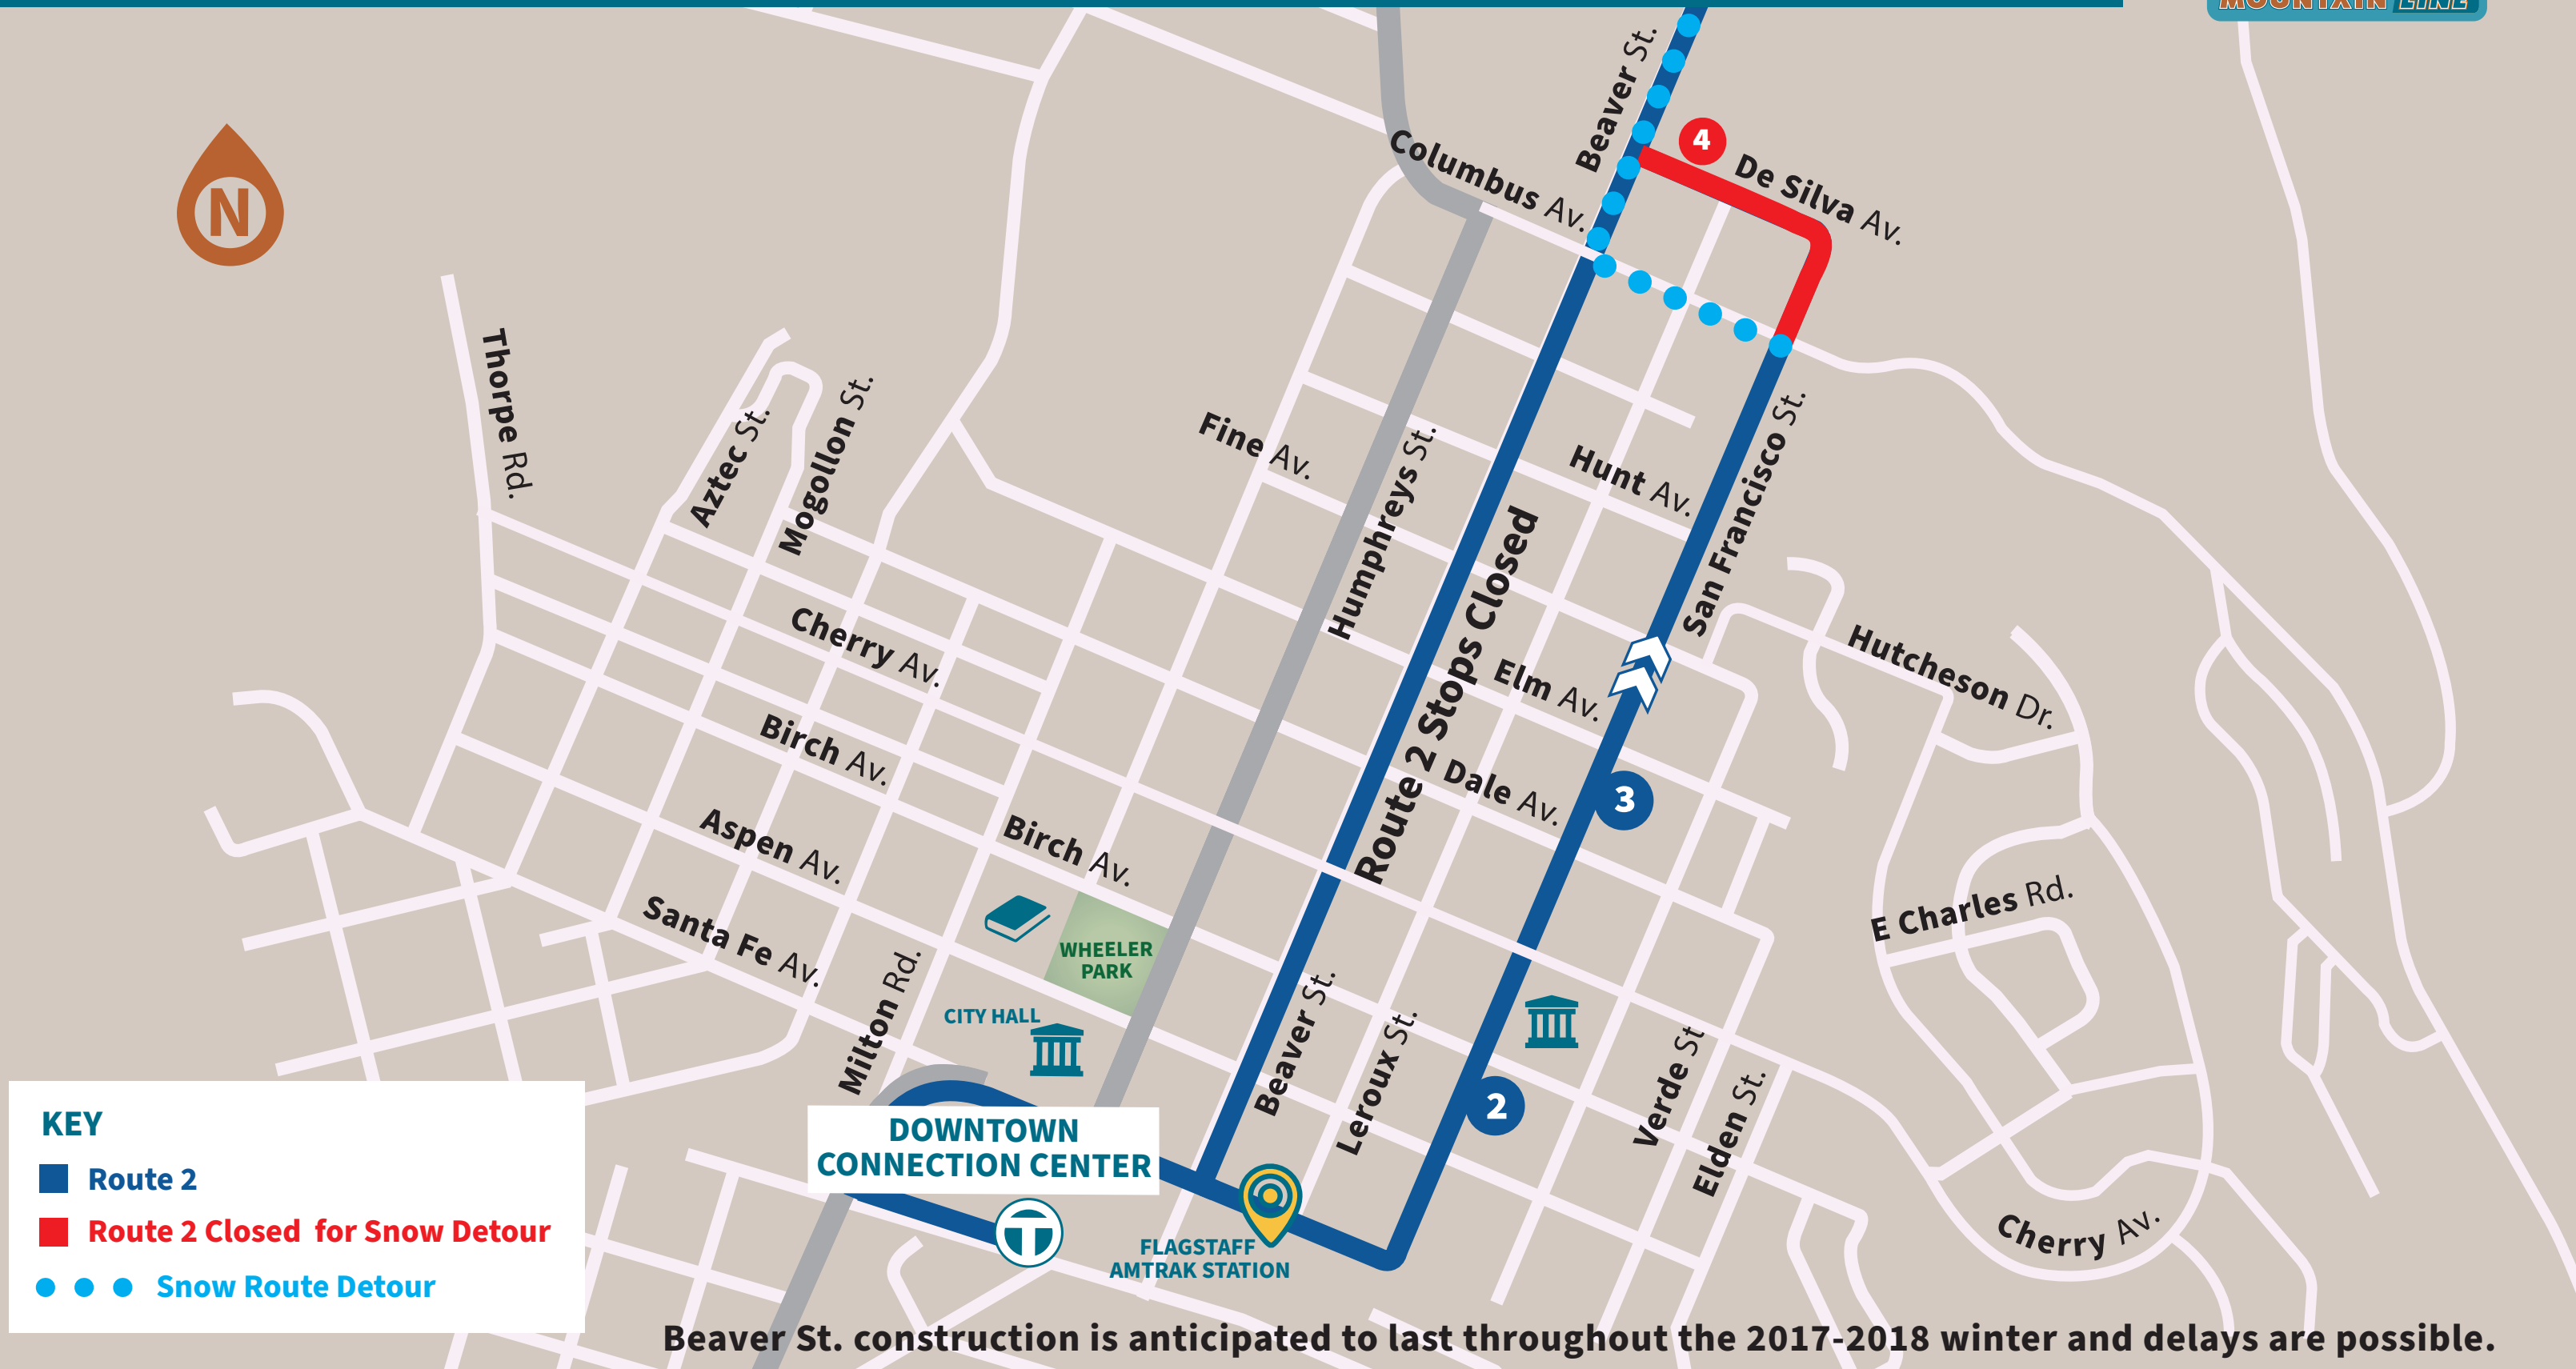 MOUNTAIN LINE
Beaver St.
4
De Silva Av.
Columbus Av.
N
Thorpe Rd.
Aztec St.
Mogollon St.
Fine Av.
Humphreys St.
Hunt Av.
San Francisco St.
Route 2 Stops Closed
Cherry Av.
Elm Av.
Hutcheson Dr.
Birch Av.
Dale Av.
3
Aspen Av.
Birch Av.
Santa Fe Av.
E Charles Rd.
WHEELER
PARK
Milton Rd.
CITY HALL
Beaver St.
Leroux St.
Verde St
Elden St.
2
DOWNTOWN
CONNECTION CENTER
T
FLAGSTAFF
AMTRAK STATION
Cherry Av.
KEY
Route 2
Route 2 Closed for Snow Detour
Snow Route Detour
Beaver St. construction is anticipated to last throughout the 2017-2018 winter and delays are possible.